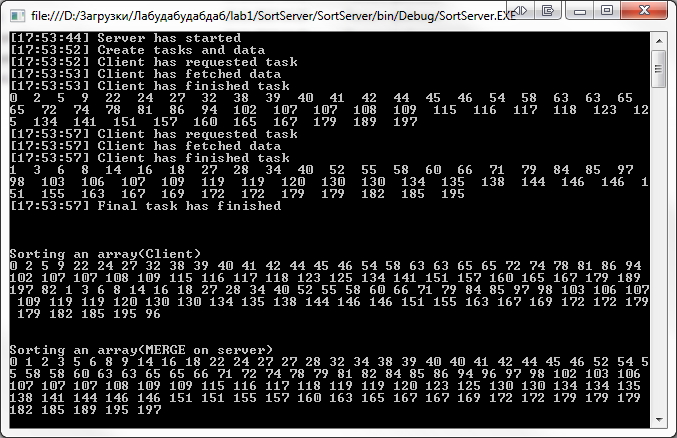 file:///D:/Загрузки/Лабудабудабдаб/lab1/SortServer/SortServer/bin/Debug/SortServer.EXE
[17:53:44] Server has started
[17:53:52] Create tasks and data
[17:53:52] Client has requested task
[17:53:53] Client has fetched data
[17:53:53] Client has finished task
0 2 5 9 22 24 27 32 38 39 40 41 42 44 45 46 54 58 63 63 65
65 72 74 78 81 86 94 102 107 107 108 109 115 116 117 118 123 12
5 134 141 151 157 160 165 167 179 189 197
[17:53:57] Client has requested task
[17:53:57] Client has fetched data
[17:53:57] Client has finished task
1 3 6 8 14 16 18 27 28 34 40 52 55 58 60 66 71 79 84 85 97
98 103 106 107 109 119 119 120 130 130 134 135 138 144 146 146 1
51 155 163 167 169 172 172 179 179 182 185 195
[17:53:57] Final task has finished
Sorting an array(Client)
0 2 5 9 22 24 27 32 38 39 40 41 42 44 45 46 54 58 63 63 65 65 72 74 78 81 86 94
102 107 107 108 109 115 116 117 118 123 125 134 141 151 157 160 165 167 179 189
197 82 1 3 6 8 14 16 18 27 28 34 40 52 55 58 60 66 71 79 84 85 97 98 103 106 107
109 119 119 120 130 130 134 135 138 144 146 146 151 155 163 167 169 172 172 179
179 182 185 195 96
Sorting an array(MERGE on server)
0 1 2 3 5 6 8 9 14 16 18 22 24 27 27 28 32 34 38 39 40 40 41 42 44 45 46 52 54 5
5 58 58 60 63 63 65 65 66 71 72 74 78 79 81 82 84 85 86 94 96 97 98 102 103 106
107 107 107 108 109 109 115 116 117 118 119 119 120 123 125 130 130 134 134 135
138 141 144 146 146 151 151 155 157 160 163 165 167 167 169 172 172 179 179 179
182 185 189 195 197